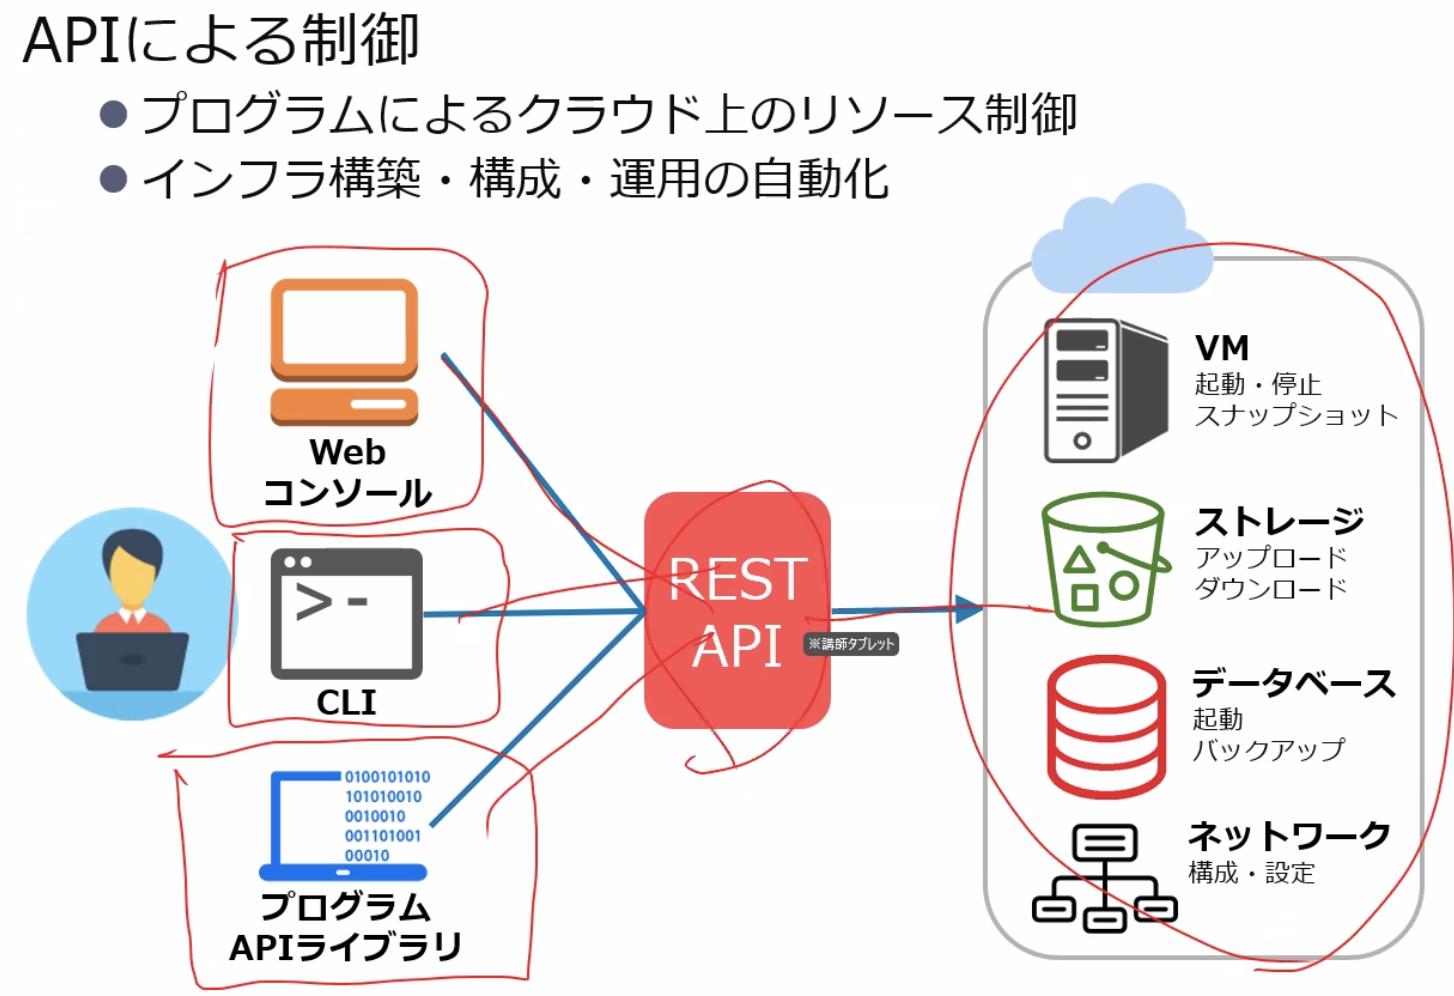 APIによる制御
プログラムによるクラウド上のリソース制御
インフラ構築・構成・運用の自動化
Web
コンソール
>-
CLI
0100101010
101010010
0010010
001101001
00010
プログラム
APIライブラリ
REST
API
※講師タブレット
VM
起動・停止
スナップショット
ストレージ
アップロード
ダウンロード
データベース
起動
バックアップ
ネットワーク
構成・設定